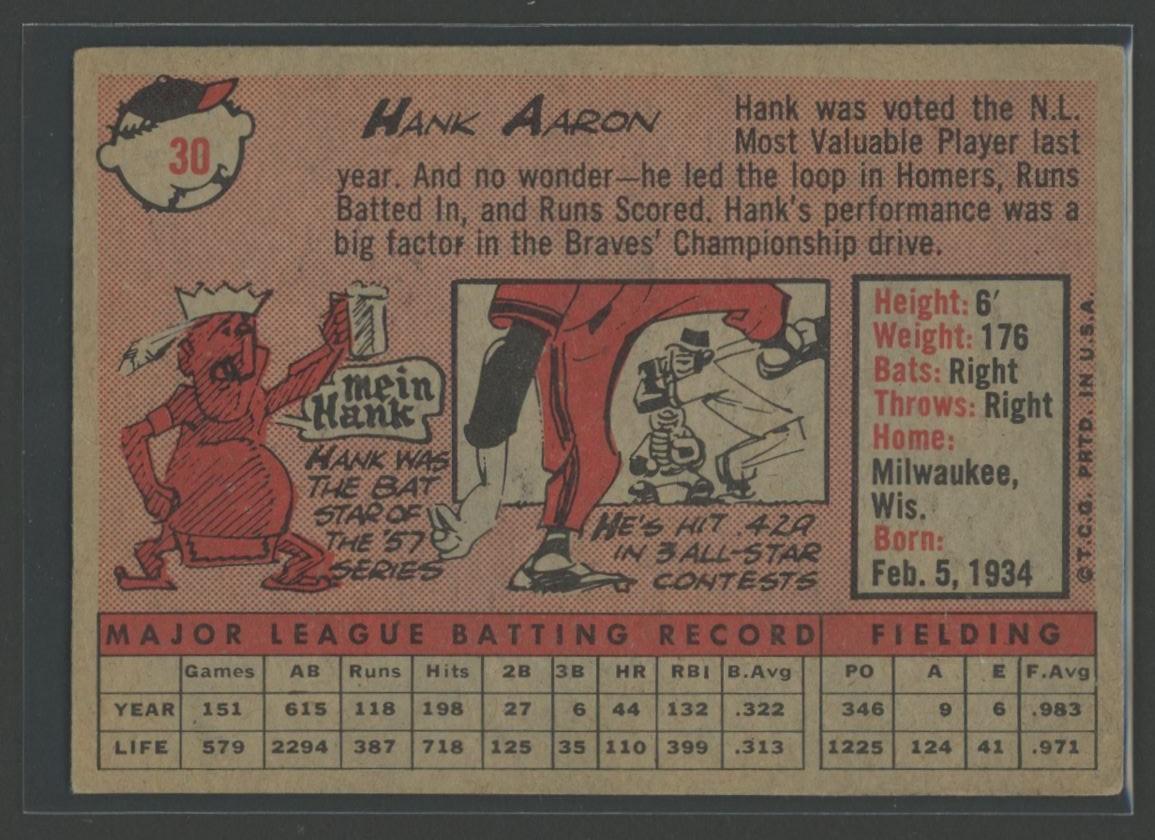 30
HANK AARON
Hank was voted the N.L.
Most Valuable Player last
year. And no wonder—he led the loop in Homers, Runs
Batted In, and Runs Scored. Hank's performance was a
big factor in the Braves' Championship drive.
mein
Hank
HANK WAS
THE BAT
STAR OF
THE '57
SERIES
HE'S HIT .429
IN 3 ALL-STAR
CONTESTS
Height: 6'
Weight: 176
Bats: Right
Throws: Right
Home:
Milwaukee,
Wis.
Born:
Feb. 5, 1934
© T.C.G. PRTD. IN U.S.A.
MAJOR LEAGUE BATTING RECORD FIELDING
Games AB Runs Hits 2B 3B HR RBI B.Avg PO A E F.Avg
YEAR 151 615 118 198 27 6 44 132 .322 346 9 6 .983
LIFE 579 2294 387 718 125 35 110 399 .313 1225 124 41 .971